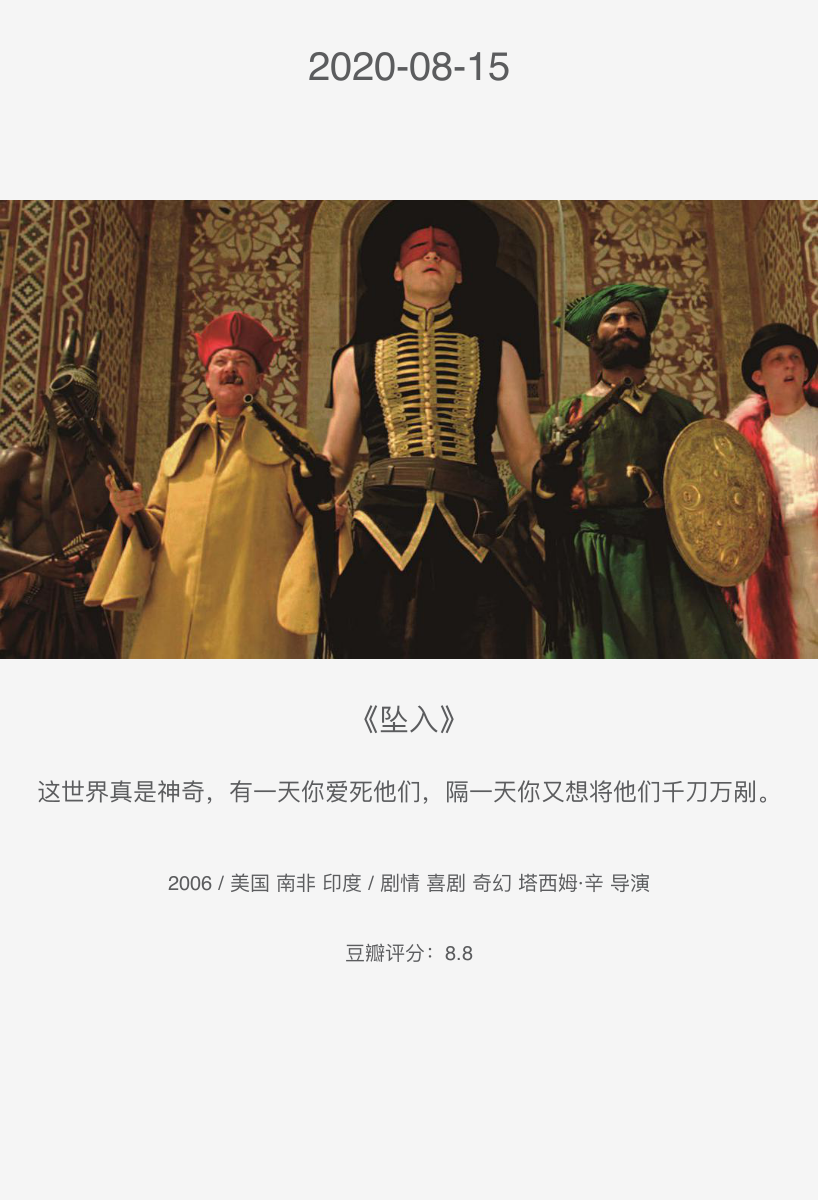 2020-08-15
《坠入》
这世界真是神奇，有一天你爱死他们，隔一天你又想将他们千刀万剐。
2006 / 美国 南非 印度 / 剧情 喜剧 奇幻 塔西姆·辛 导演
豆瓣评分：8.8